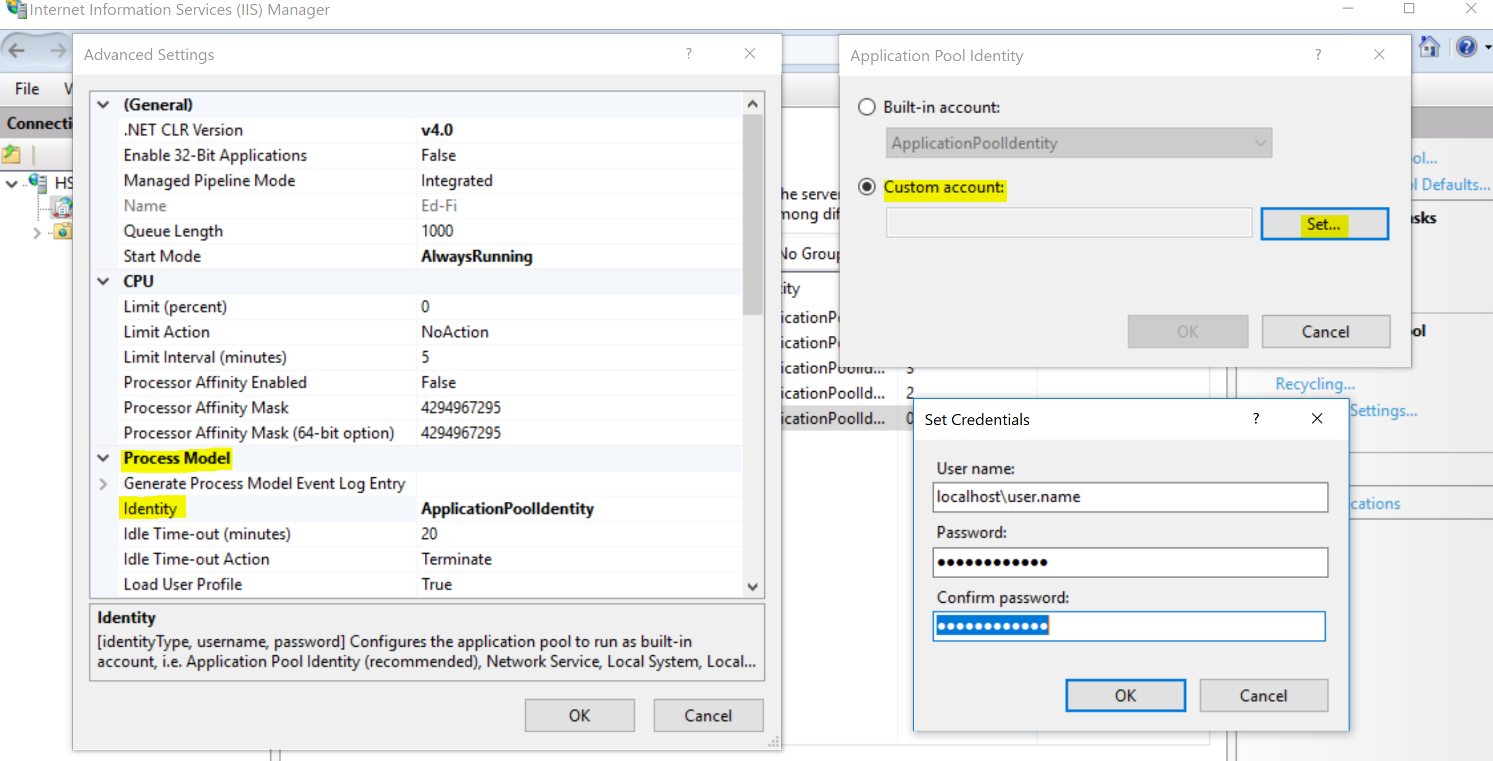 Internet Information Services (IIS) Manager
File
Connecti
HS
Advanced Settings
?
(General)
.NET CLR Version v4.0
Enable 32-Bit Applications False
Managed Pipeline Mode Integrated
Name Ed-Fi
Queue Length 1000
Start Mode AlwaysRunning
CPU
Limit (percent) 0
Limit Action NoAction
Limit Interval (minutes) 5
Processor Affinity Enabled False
Processor Affinity Mask 4294967295
Processor Affinity Mask (64-bit option) 4294967295
Process Model
Generate Process Model Event Log Entry
Identity ApplicationPoolIdentity
Idle Time-out (minutes) 20
Idle Time-out Action Terminate
Load User Profile True
Identity
[identityType, username, password] Configures the application pool to run as built-in
account, i.e. Application Pool Identity (recommended), Network Service, Local System, Local...
OK Cancel
he server
mong dif
No Group
ity
icationP
icationP
icationPoolId... 3
icationPoolId... 2
icationPoolId... 0
Application Pool Identity
?
Built-in account:
ApplicationPoolIdentity
Custom account:
Set...
OK Cancel
Set Credentials
?
User name:
localhost\user.name
Password:
Confirm password:
OK Cancel
?
ol...
l Defaults...
sks
ol
Recycling...
Settings...
cations